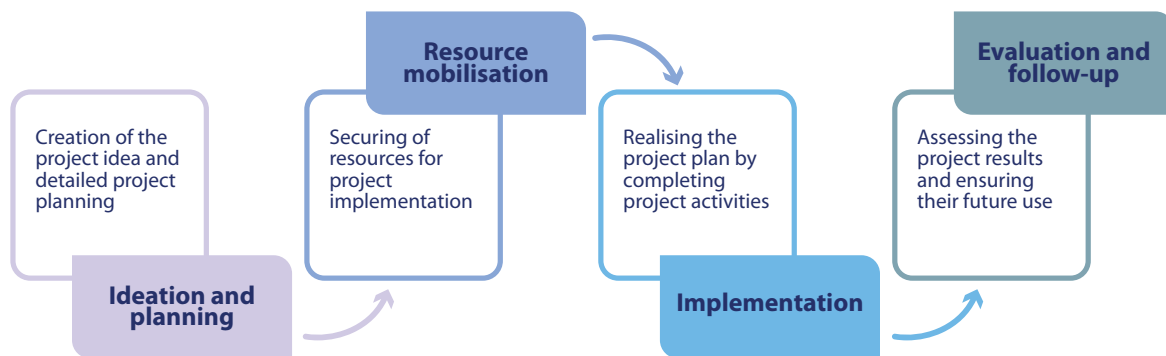 Creation of the
project idea and
detailed project
planning
Ideation and
planning
Resource
mobilisation
Securing of
resources for
project
implementation
Realising the
project plan by
completing
project activities
Implementation
Evaluation and
follow-up
Assessing the
project results
and ensuring
their future use